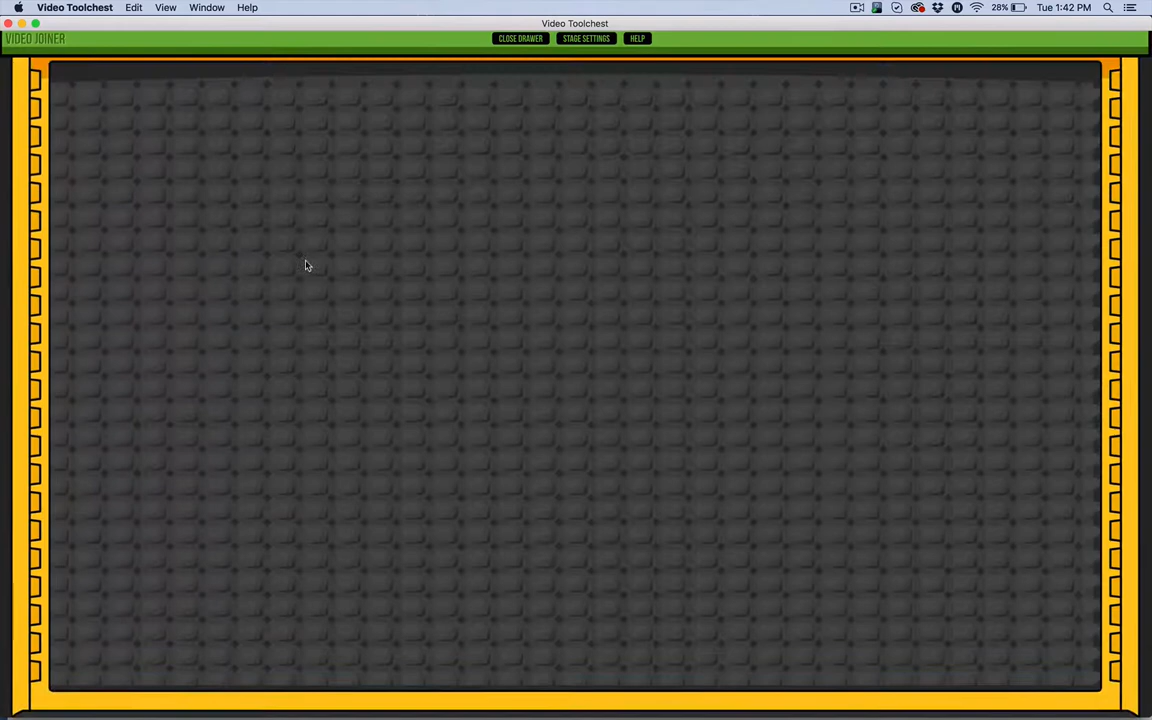 Video Toolchest Edit View Window Help 28% Tue 1:42 PM
Video Toolchest
VIDEO JOINER CLOSE DRAWER STAGE SETTINGS HELP